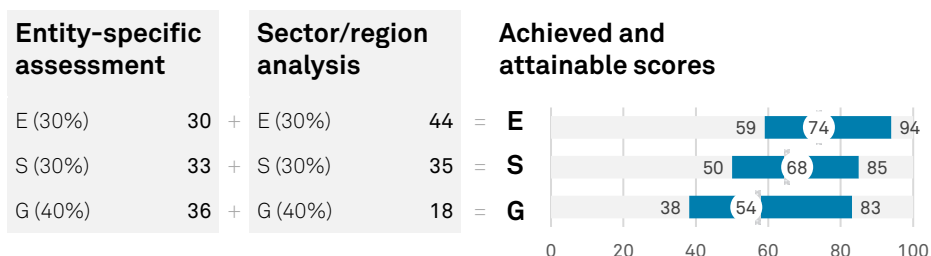 Entity-specific
assessment
Sector/region
analysis
Achieved and
attainable scores
E (30%) 30 + E (30%) 44 = E 59 74 94
S (30%) 33 + S (30%) 35 = S 50 68 85
G (40%) 36 + G (40%) 18 = G 38 54 83
0 20 40 60 80 100